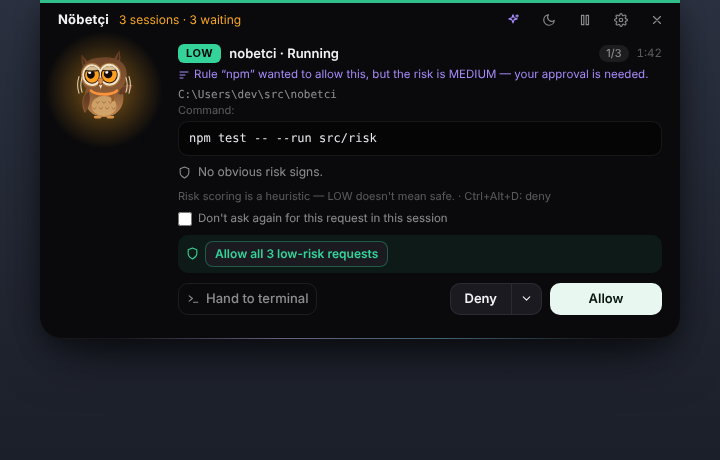 Nöbetçi 3 sessions · 3 waiting
LOW nobetci · Running 1/3 1:42
Rule “npm” wanted to allow this, but the risk is MEDIUM — your approval is needed.
C:\Users\dev\src\nobetci
Command:
npm test -- --run src/risk
No obvious risk signs.
Risk scoring is a heuristic — LOW doesn't mean safe. · Ctrl+Alt+D: deny
Don't ask again for this request in this session
Allow all 3 low-risk requests
Hand to terminal Deny Allow